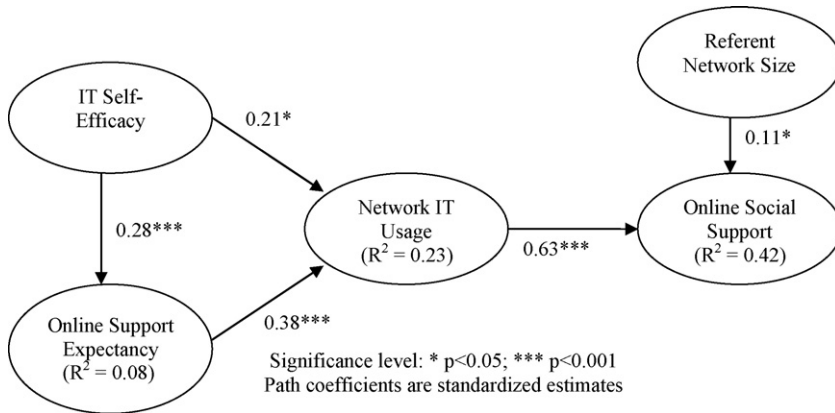 Referent
Network Size
IT Self-
Efficacy
0.21*
0.11*
0.28***
Network IT
Usage
(R² = 0.23)
0.63***
Online Social
Support
(R² = 0.42)
Online Support
Expectancy
(R² = 0.08)
0.38***
Significance level: * p<0.05; *** p<0.001
Path coefficients are standardized estimates